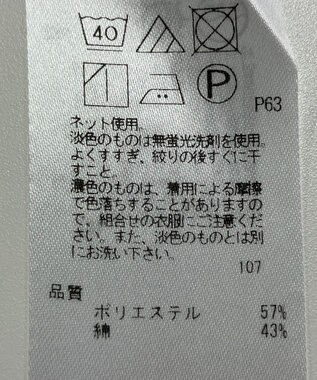 40
P
P63
ネット使用。
淡色のものは無蛍光洗剤を使用。
よくすすぎ、絞りの後すぐに干
すこと。
濃色のものは、着用による摩擦
で色落ちすることがありますの
で、組合せの衣服にご注意くだ
さい。また、淡色のものとは別
にお洗い下さい。
107
品質
ポリエステル 57%
綿 43%